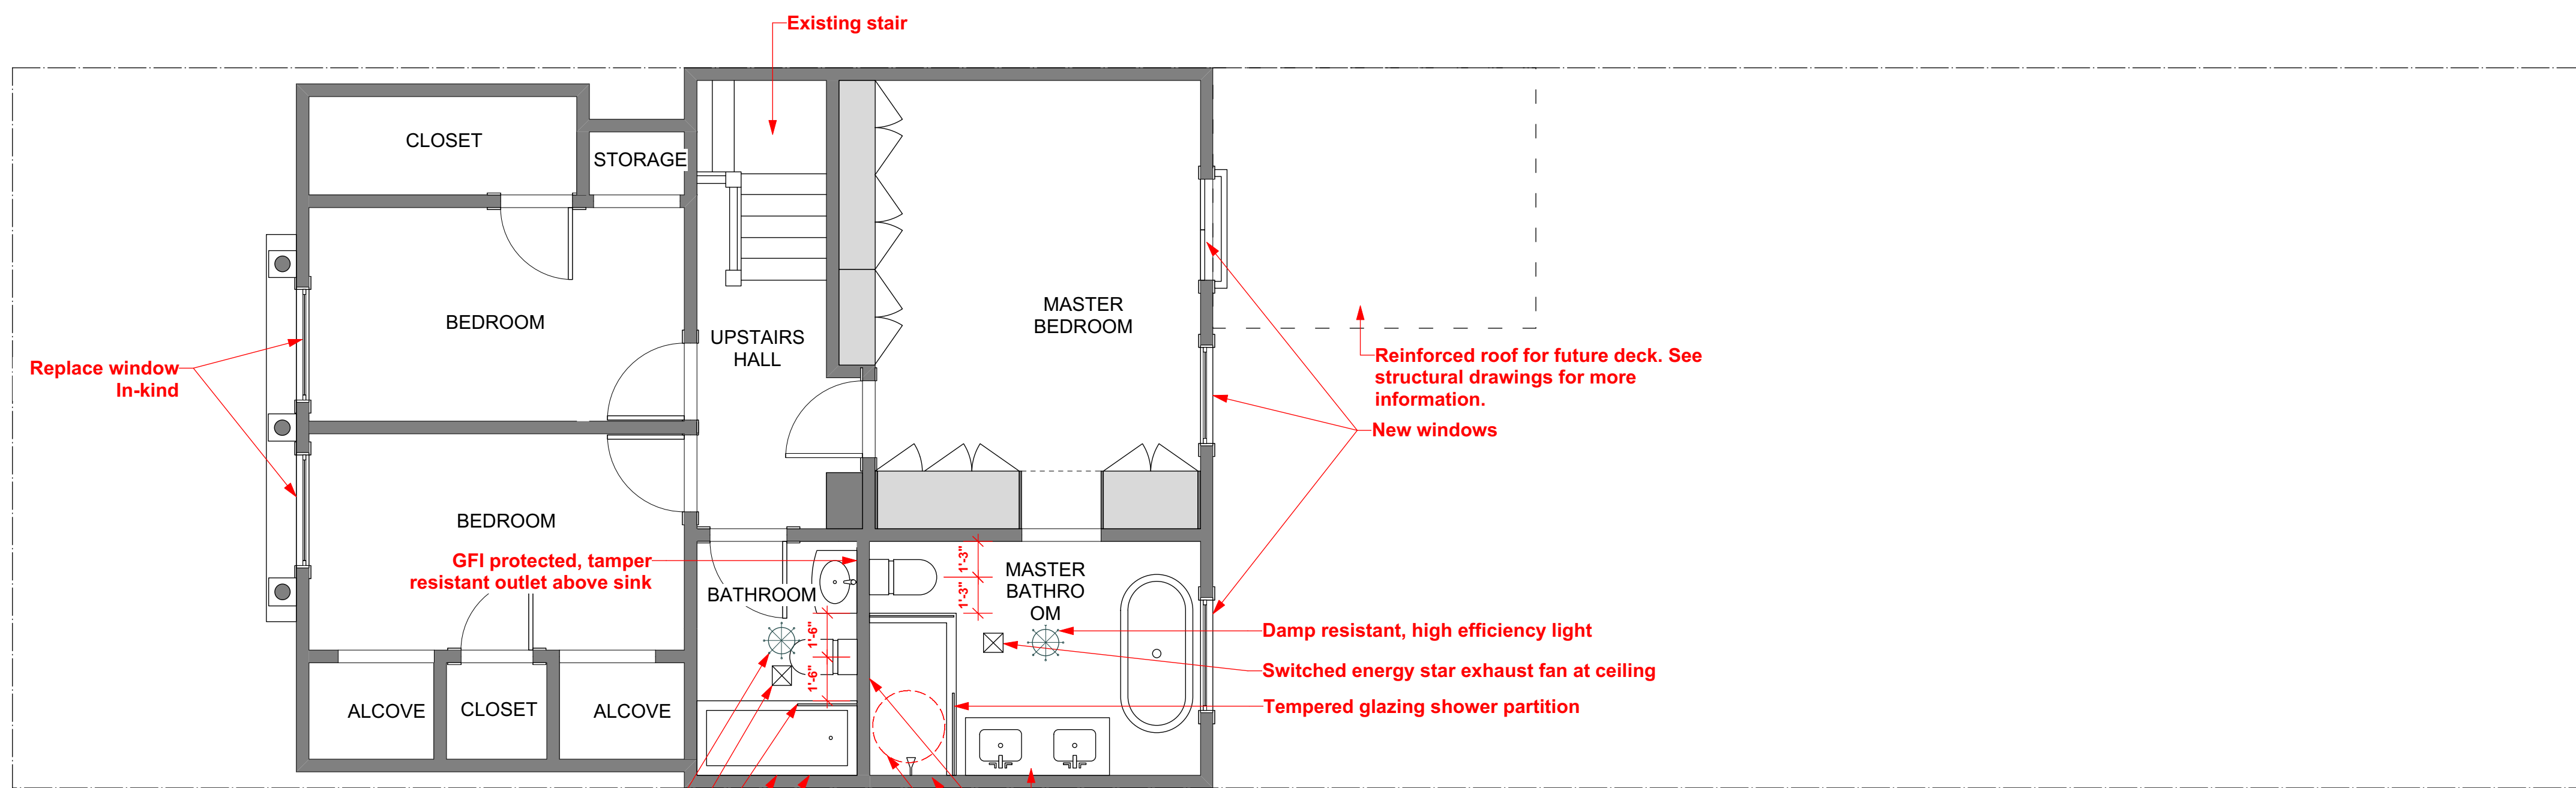 Existing stair
CLOSET
STORAGE
BEDROOM
UPSTAIRS
HALL
MASTER
BEDROOM
Replace window
In-kind
Reinforced roof for future deck. See
structural drawings for more
information.
New windows
BEDROOM
GFI protected, tamper
resistant outlet above sink
BATHROOM
1'-3"
1'-3"
MASTER
BATHRO
OM
1'-6"
1'-6"
Damp resistant, high efficiency light
Switched energy star exhaust fan at ceiling
Tempered glazing shower partition
ALCOVE
CLOSET
ALCOVE